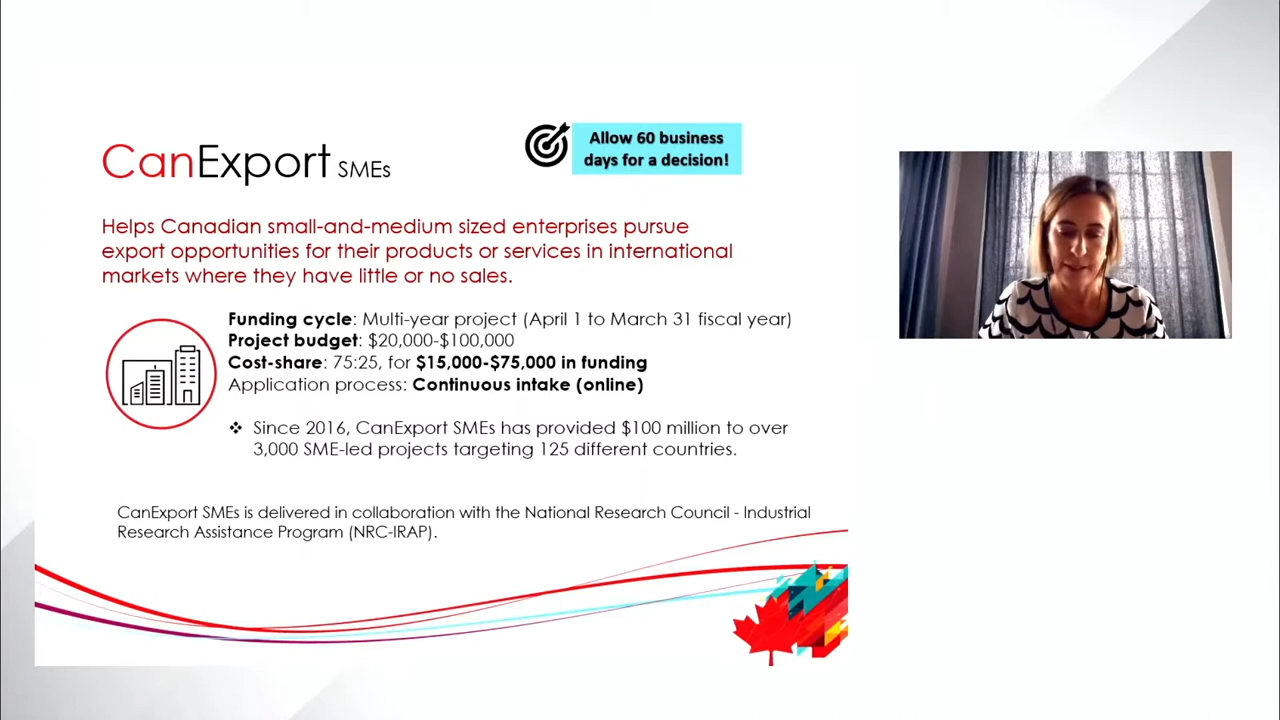 CanExport SMEs
Allow 60 business
days for a decision!
Helps Canadian small-and-medium sized enterprises pursue
export opportunities for their products or services in international
markets where they have little or no sales.
Funding cycle: Multi-year project (April 1 to March 31 fiscal year)
Project budget: $20,000-$100,000
Cost-share: 75:25, for $15,000-$75,000 in funding
Application process: Continuous intake (online)
❖ Since 2016, CanExport SMEs has provided $100 million to over
3,000 SME-led projects targeting 125 different countries.
CanExport SMEs is delivered in collaboration with the National Research Council - Industrial
Research Assistance Program (NRC-IRAP).